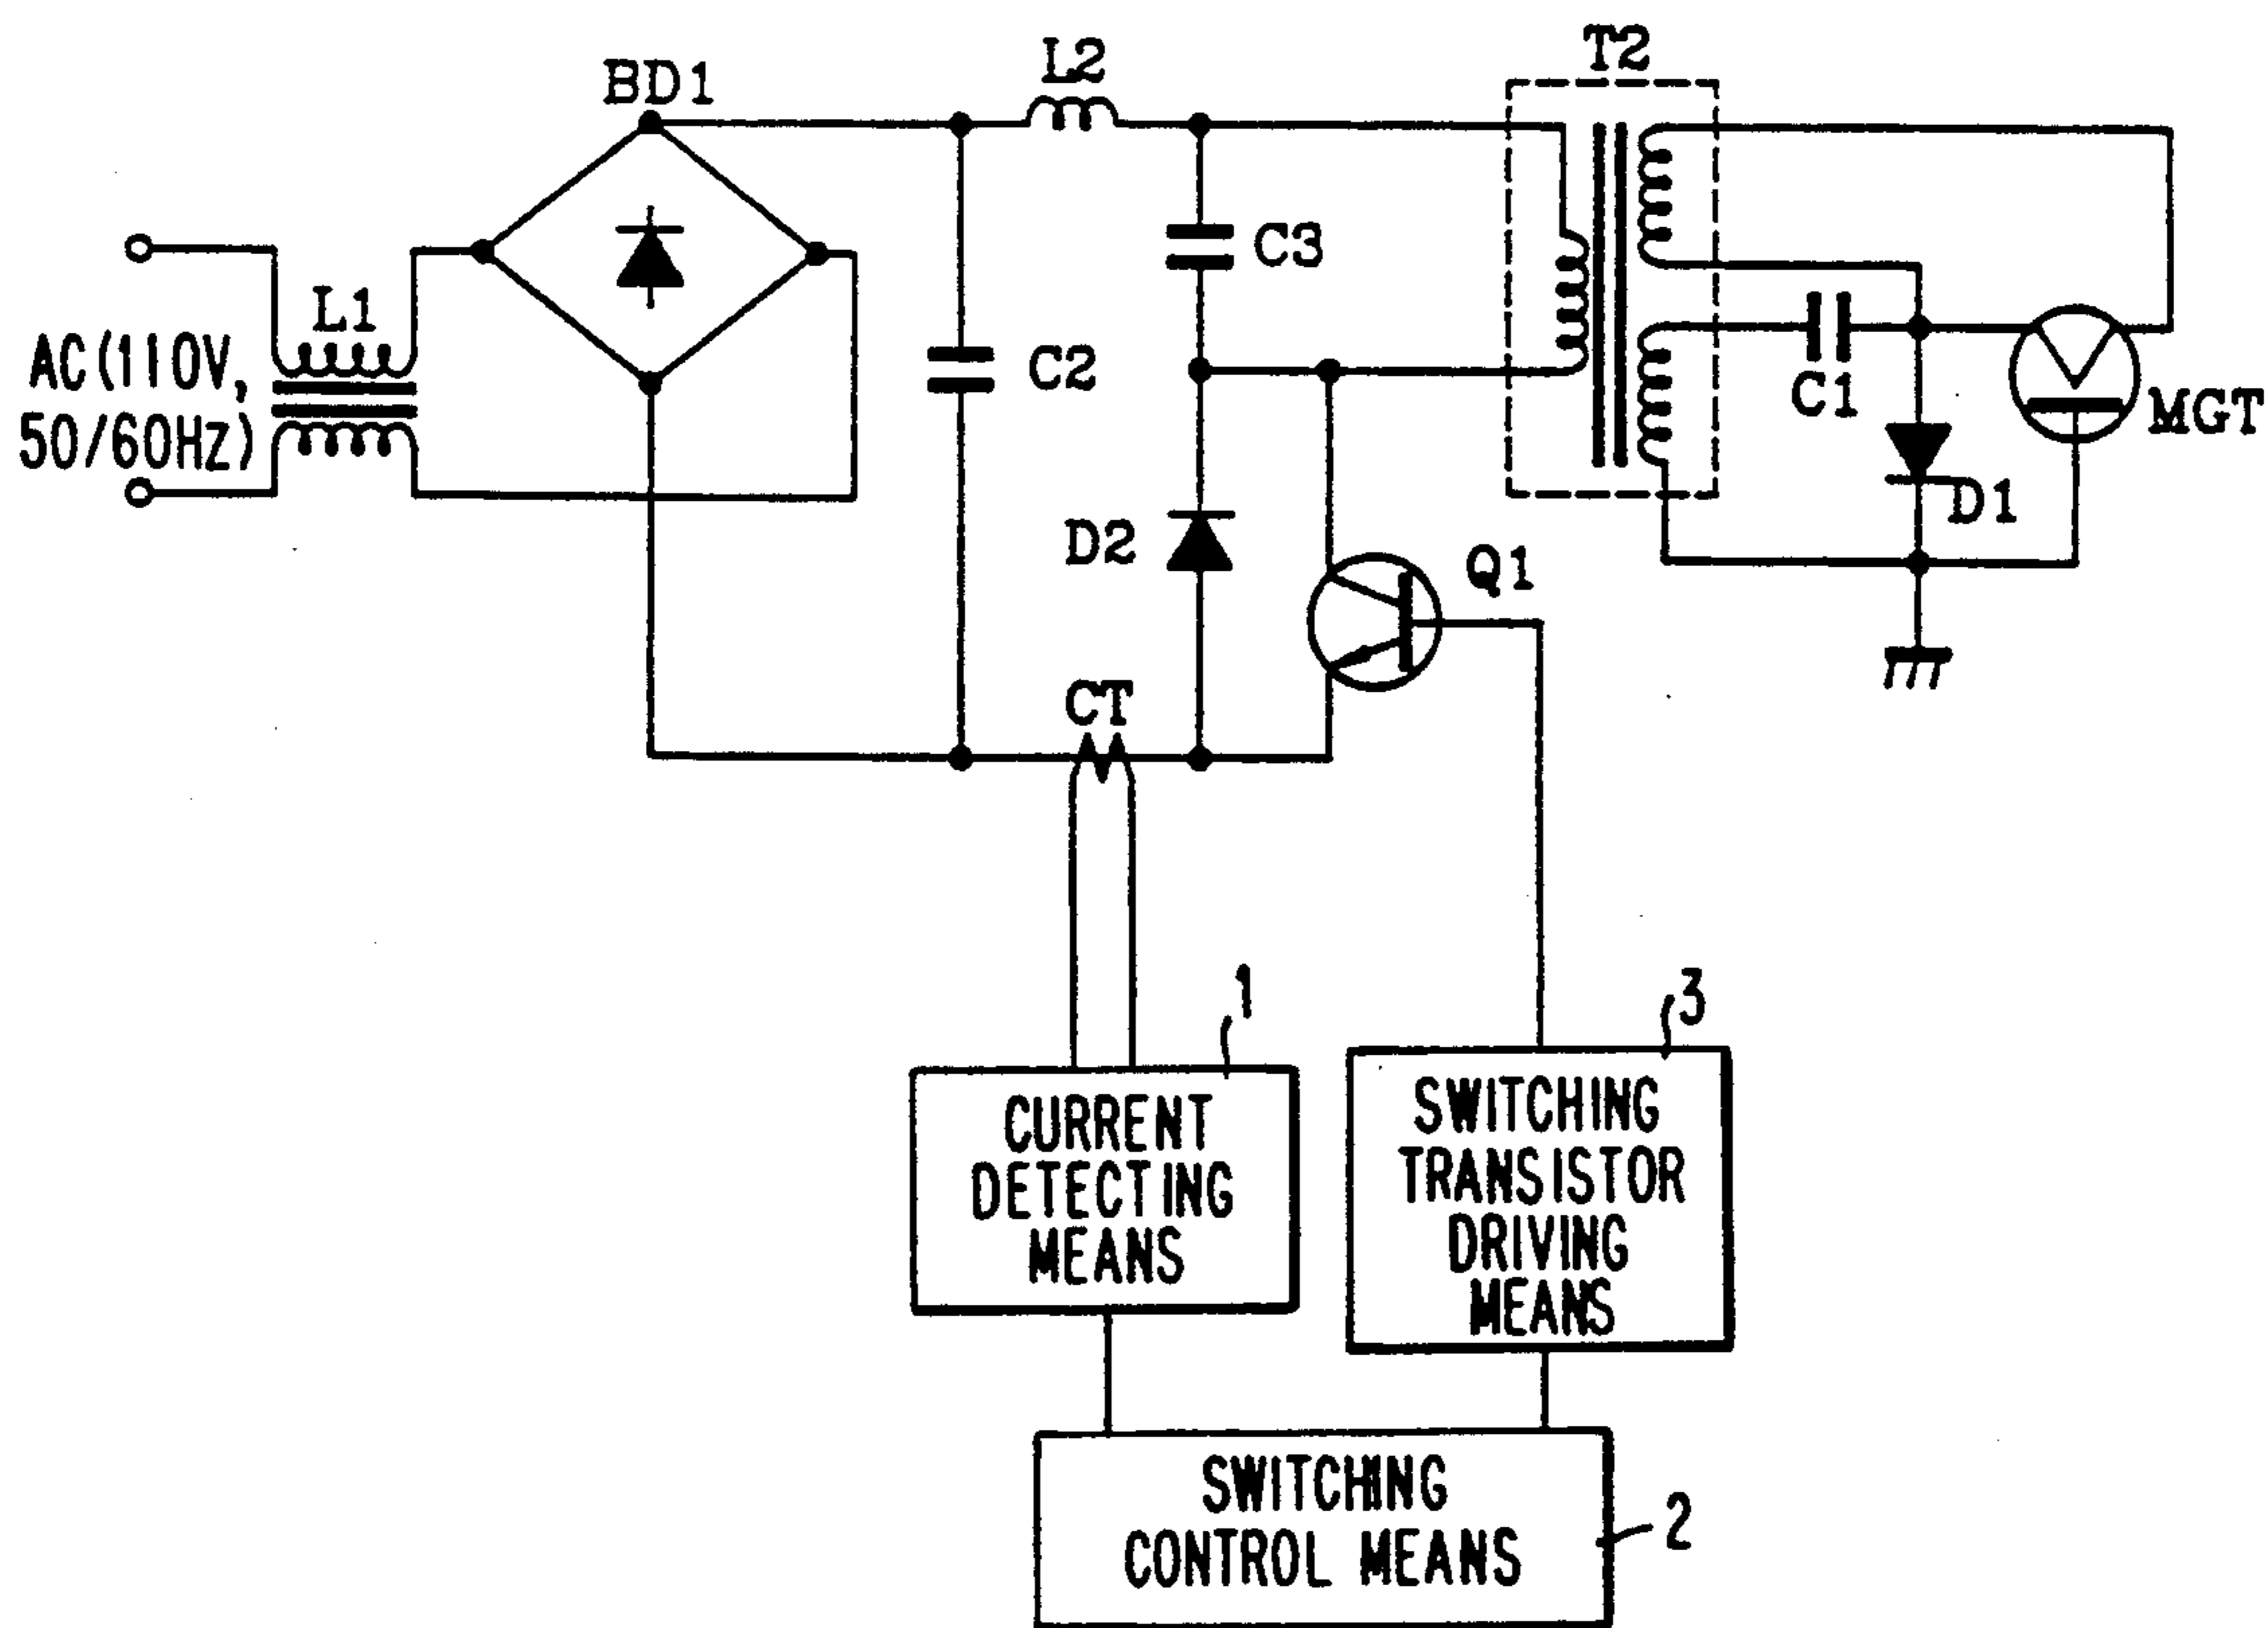 BD1
L2
T2
C3
L1
AC(110V,
50/60Hz)
C2
C1
MGT
D1
D2
Q1
CT
1
3
CURRENT
DETECTING
MEANS
SWITCHING
TRANSISTOR
DRIVING
MEANS
SWITCHING
CONTROL MEANS
2